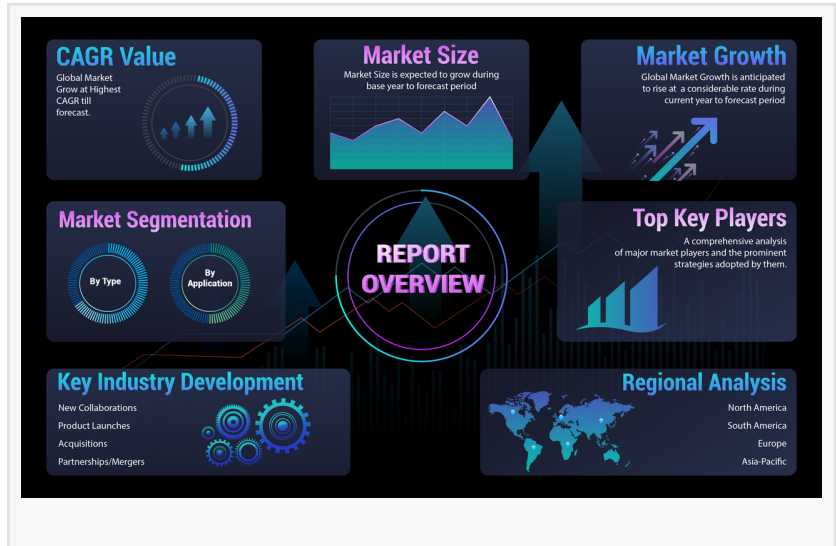 CAGR Value
Global Market
Grow at Highest
CAGR till
forecast.
Market Size
Market Size is expected to grow during
base year to forecast period
Market Growth
Global Market Growth is anticipated
to rise at a considerable rate during
current year to forecast period
Market Segmentation
By Type
By
Application
REPORT
OVERVIEW
Top Key Players
A comprehensive analysis
of major market players and the prominent
strategies adopted by them.
Key Industry Development
New Collaborations
Product Launches
Acquisitions
Partnerships/Mergers
Regional Analysis
North America
South America
Europe
Asia-Pacific